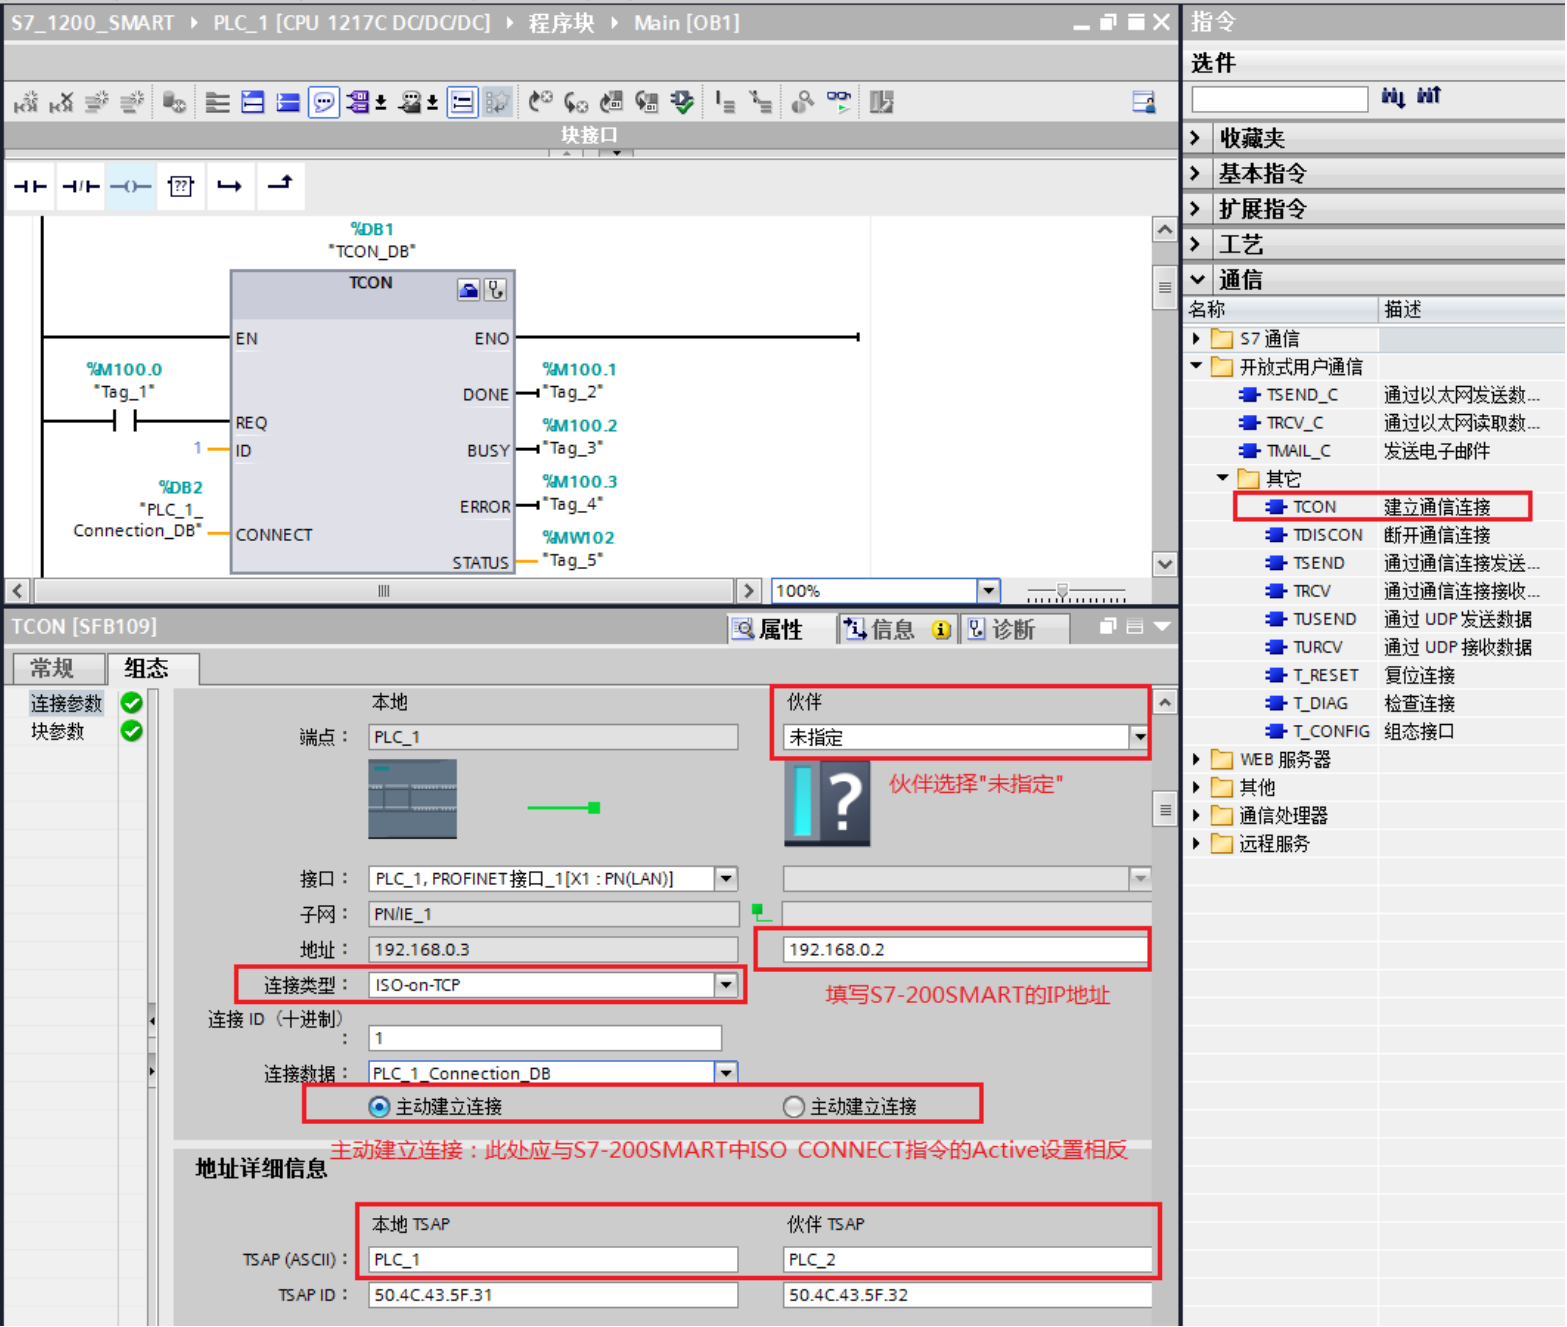 S7_1200_SMART ▸ PLC_1 [CPU 1217C DC/DC/DC] ▸ 程序块 ▸ Main [OB1]
块接口
%DB1
"TCON_DB"
TCON
EN
ENO
%M100.0
"Tag_1"
REQ
1
ID
%DB2
"PLC_1_
Connection_DB"
CONNECT
DONE
%M100.1
"Tag_2"
BUSY
%M100.2
"Tag_3"
ERROR
%M100.3
"Tag_4"
STATUS
%MW102
"Tag_5"
100%
TCON [SFB109]
属性
信息
诊断
常规
组态
连接参数
块参数
本地
伙伴
端点：
PLC_1
未指定
伙伴选择"未指定"
接口：
PLC_1, PROFINET接口_1[X1 : PN(LAN)]
子网：
PN/IE_1
地址：
192.168.0.3
192.168.0.2
连接类型：
ISO-on-TCP
填写S7-200SMART的IP地址
连接 ID（十进制）
：
1
连接数据：
PLC_1_Connection_DB
主动建立连接
主动建立连接
主动建立连接：此处应与S7-200SMART中ISO CONNECT指令的Active设置相反
地址详细信息
本地 TSAP
伙伴 TSAP
TSAP (ASCII)：
PLC_1
PLC_2
TSAP ID：
50.4C.43.5F.31
50.4C.43.5F.32
指令
选件
收藏夹
基本指令
扩展指令
工艺
通信
名称
描述
S7 通信
开放式用户通信
TSEND_C 通过以太网发送数...
TRCV_C 通过以太网读取数...
TMAIL_C 发送电子邮件
其它
TCON 建立通信连接
TDISCON 断开通信连接
TSEND 通过通信连接发送...
TRCV 通过通信连接接收...
TUSEND 通过 UDP 发送数据
TURCV 通过 UDP 接收数据
T_RESET 复位连接
T_DIAG 检查连接
T_CONFIG 组态接口
WEB 服务器
其他
通信处理器
远程服务